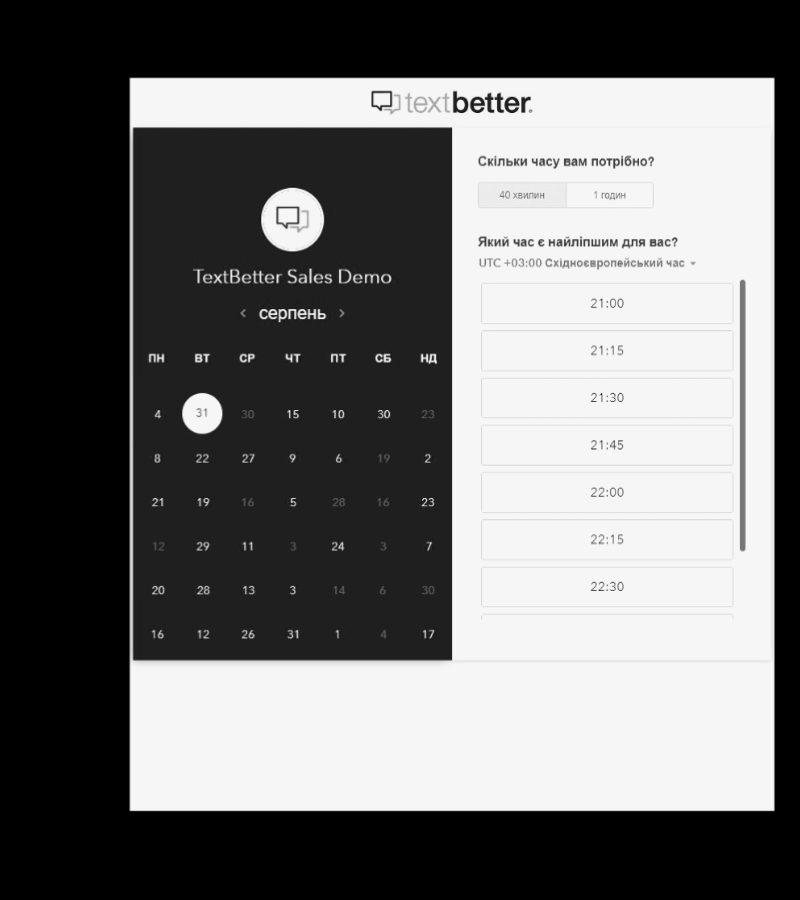 textbetter.
TextBetter Sales Demo
серпень
ПН ВТ СР ЧТ ПТ СБ НД
4 31 30 15 10 30 23
8 22 27 9 6 19 2
21 19 16 5 28 16 23
12 29 11 3 24 3 7
20 28 13 3 14 6 30
16 12 26 31 1 4 17
Скільки часу вам потрібно?
40 хвилин 1 годин
Який час є найліпшим для вас?
UTC +03:00 Східноєвропейський час
21:00
21:15
21:30
21:45
22:00
22:15
22:30